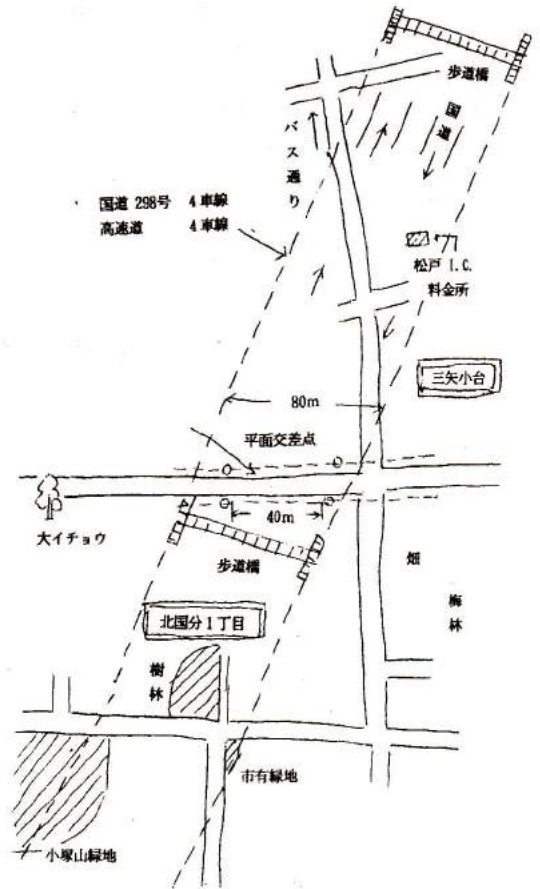 歩道橋
国道
バス通り
国道 298号 4車線
高速道 4車線
松戸 I.C.
料金所
三矢小台
80m
平面交差点
40m
大イチョウ
歩道橋
畑
梅林
北国分1丁目
樹林
市有緑地
小塚山緑地